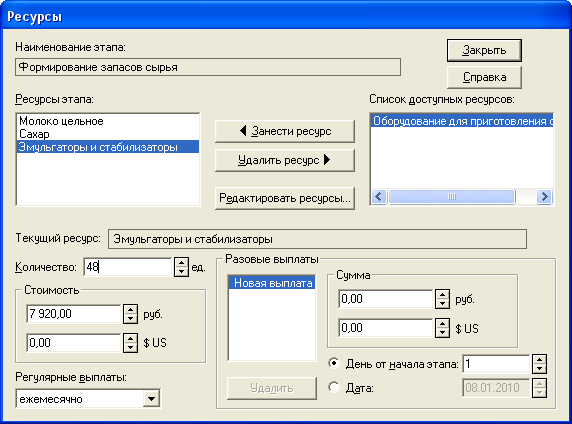 Ресурсы
Наименование этапа:
Формирование запасов сырья
Закрыть
Справка
Ресурсы этапа:
Молоко цельное
Сахар
Эмульгаторы и стабилизаторы
Занести ресурс
Удалить ресурс
Редактировать ресурсы...
Список доступных ресурсов:
Оборудование для приготовления с
Текущий ресурс: Эмульгаторы и стабилизаторы
Количество: 48 ед.
Стоимость
7 920,00 руб.
0,00 $ US
Регулярные выплаты:
ежемесячно
Разовые выплаты
Новая выплата
Удалить
Сумма
0,00 руб.
0,00 $ US
День от начала этапа: 1
Дата: 08.01.2010